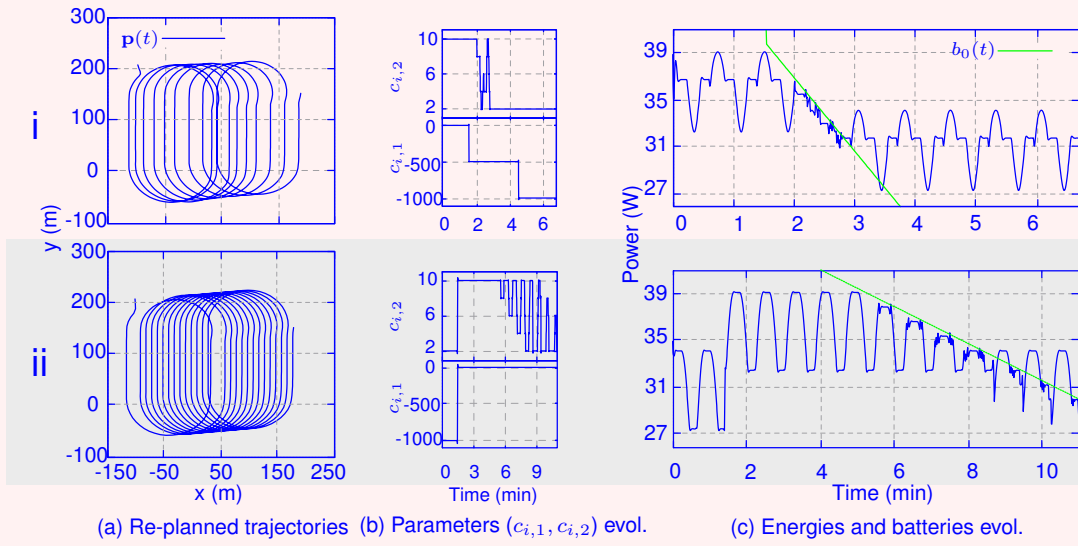 i
300
200
100
0
-100
y (m)
p(t)
10
6
2
c_{i,2}
0
-500
-1000
c_{i,1}
0 2 4 6
39
35
31
27
Power (W)
b_0(t)
0 1 2 3 4 5 6
ii
300
200
100
0
-100
-150 -50 50 150 250
x (m)
10
6
2
c_{i,2}
0
-500
-1000
c_{i,1}
3 6 9
Time (min)
39
35
31
27
0 2 4 6 8 10
Time (min)
(a) Re-planned trajectories (b) Parameters (c_{i,1}, c_{i,2}) evol. (c) Energies and batteries evol.